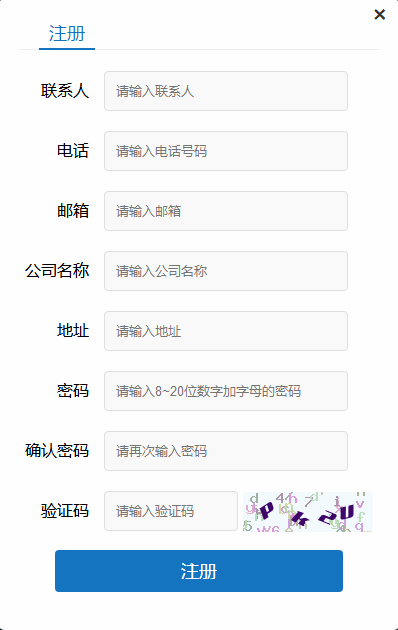 ×
注册
联系人 请输入联系人
电话 请输入电话号码
邮箱 请输入邮箱
公司名称 请输入公司名称
地址 请输入地址
密码 请输入8~20位数字加字母的密码
确认密码 请再次输入密码
验证码 请输入验证码
注册